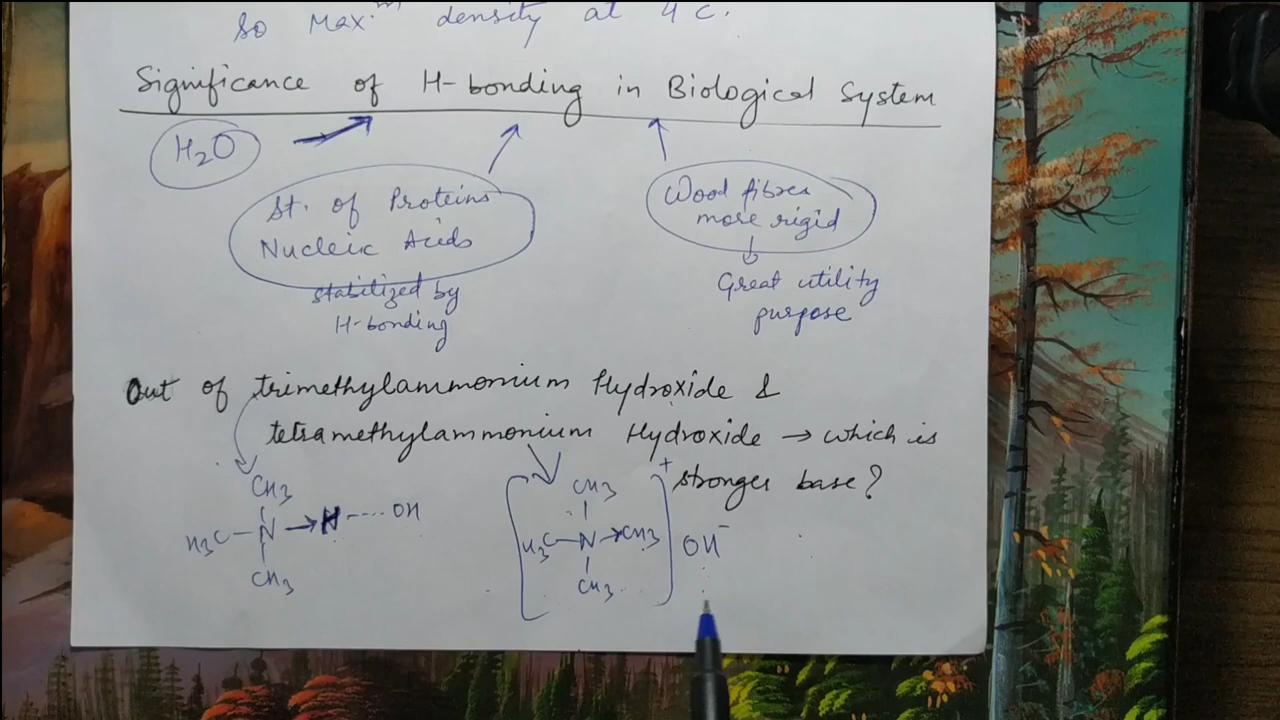 So Max.m density at 4 c.
Significance of H-bonding in Biological System
H2O
St. of Proteins
Nucleic Acids
stabilized by
H-bonding
Wood fibres
more rigid
Great utility
purpose
Out of trimethylammonium Hydroxide &
tetramethylammonium Hydroxide → which is
stronger base?
CH3
H3C-N→H----OH
CH3
[CH3
H3C-N→CH3
CH3]+ OH-